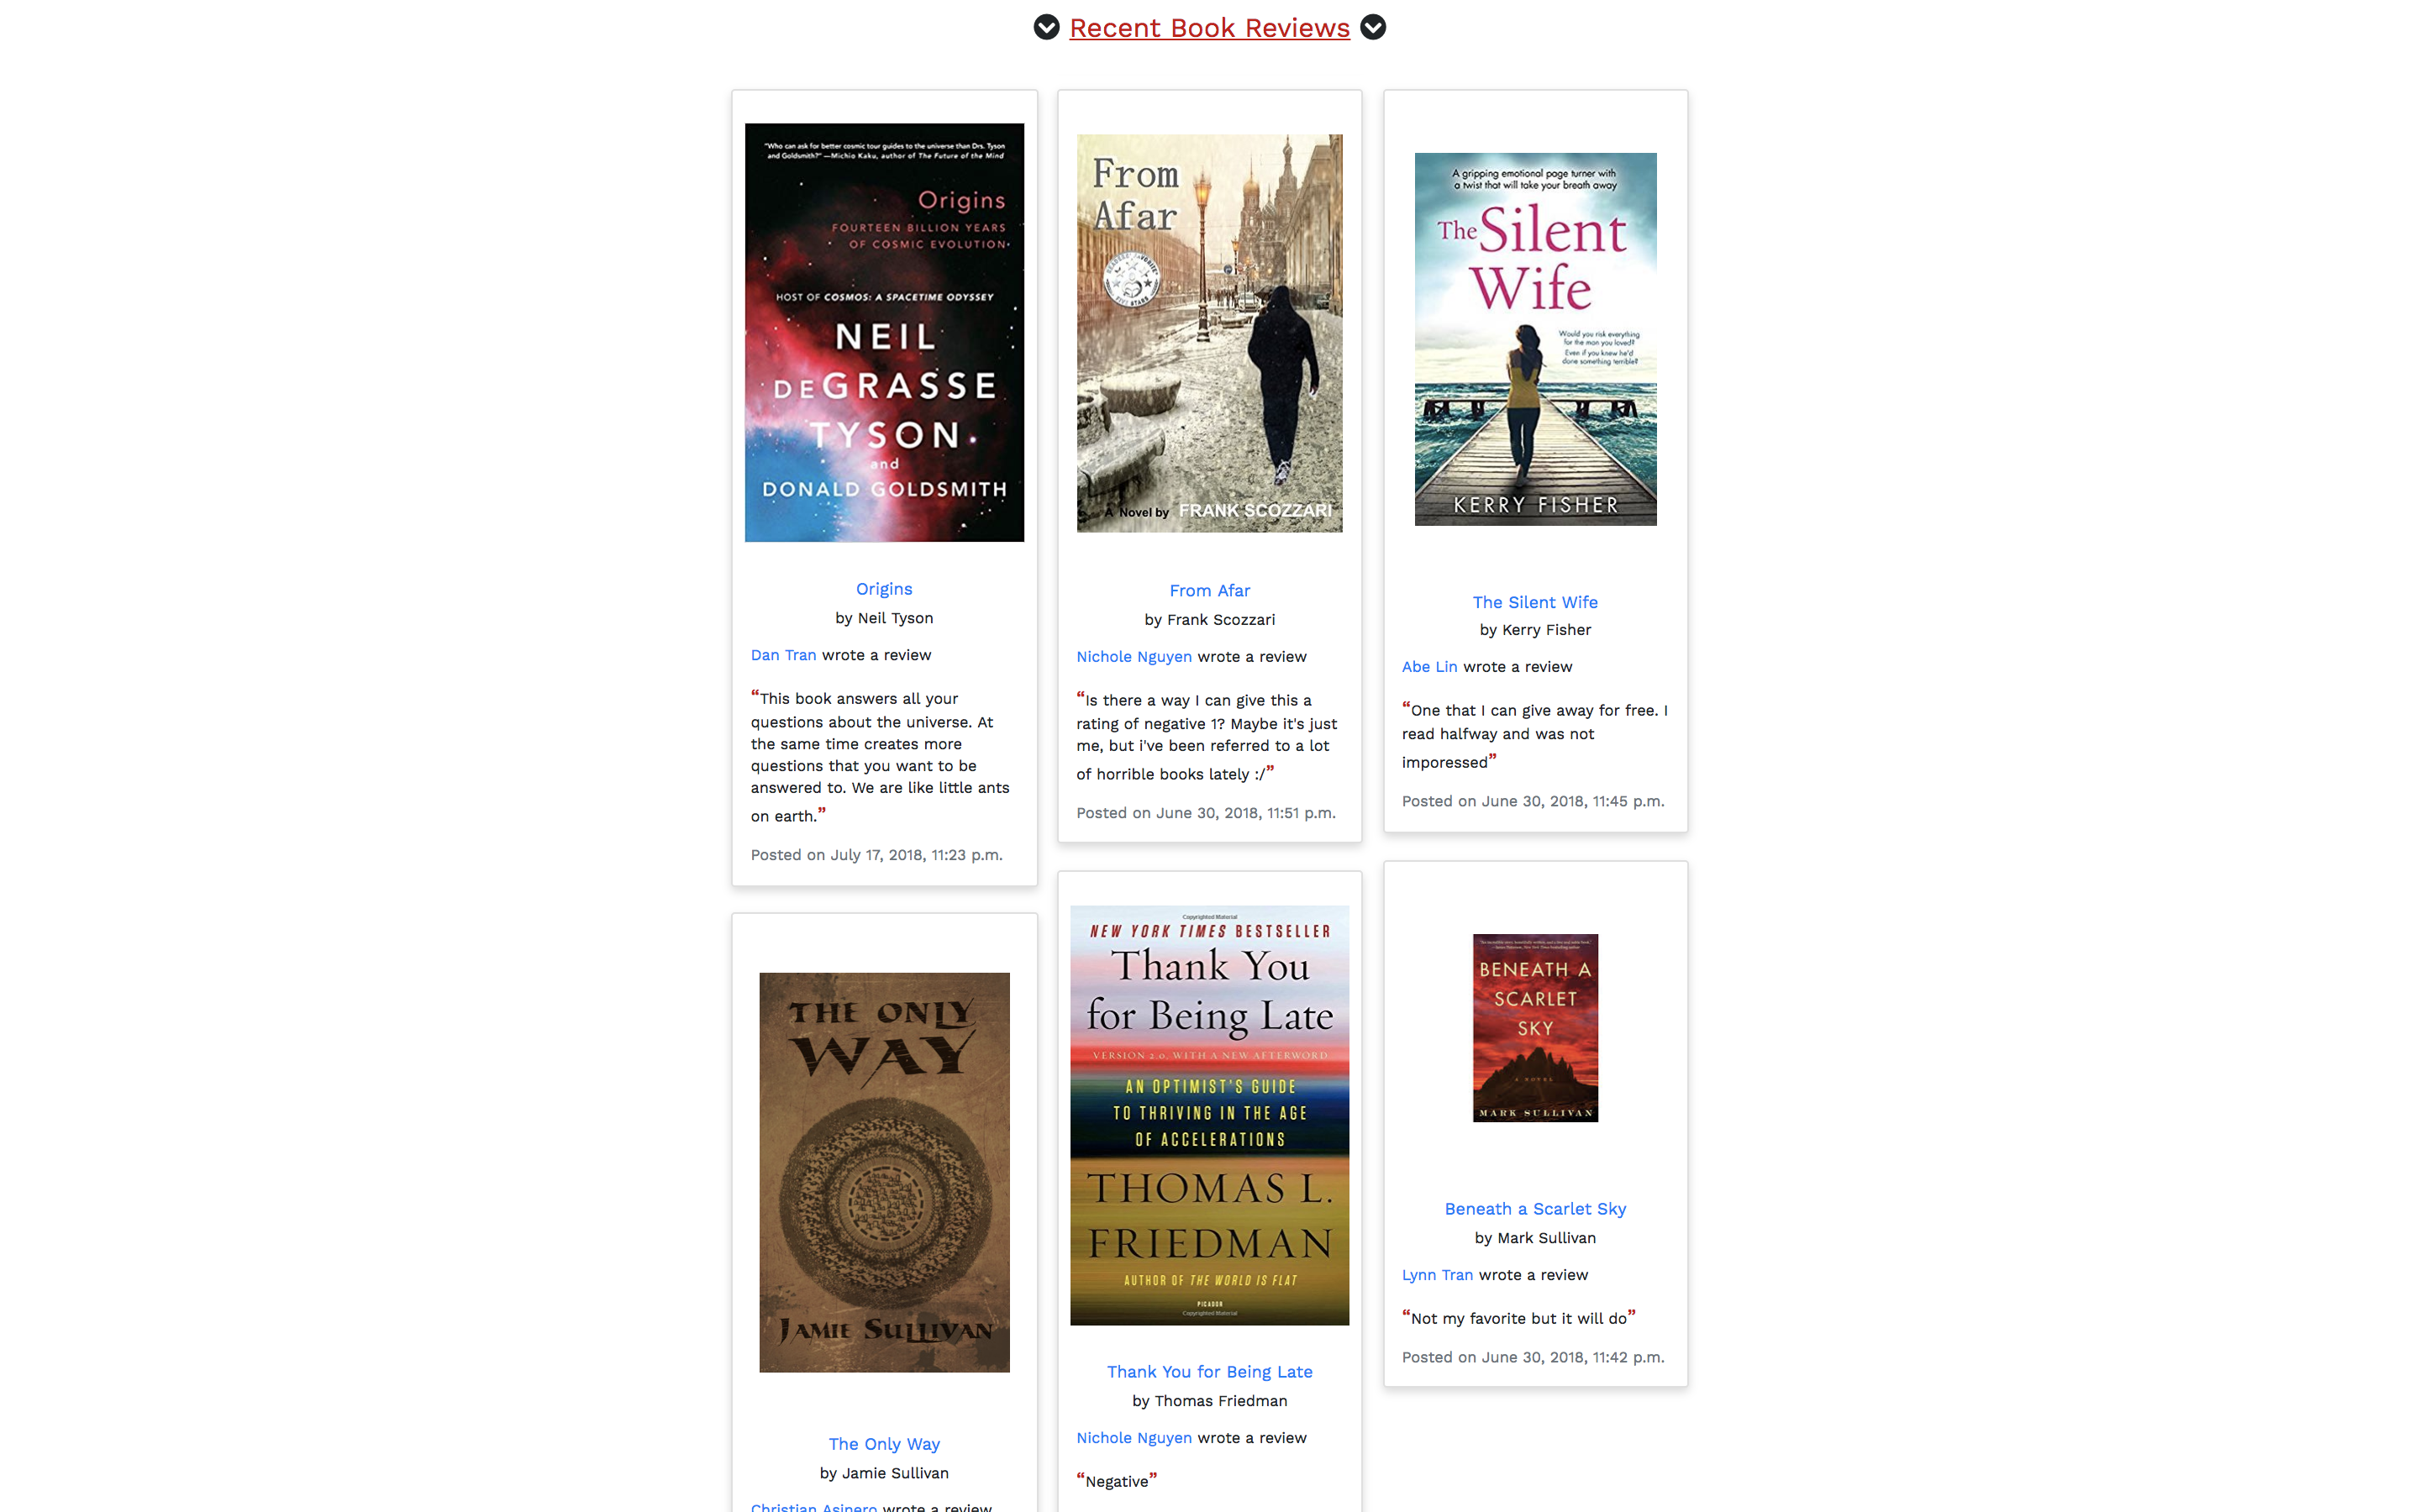 Recent Book Reviews
"Who can ask for better cosmic tour guides to the universe than Drs. Tyson
and Goldsmith?" —Michio Kaku, author of The Future of the Mind
Origins
FOURTEEN BILLION YEARS
OF COSMIC EVOLUTION
HOST OF COSMOS: A SPACETIME ODYSSEY
NEIL
DEGRASSE
TYSON
and
DONALD GOLDSMITH
Origins
by Neil Tyson
Dan Tran wrote a review
“This book answers all your
questions about the universe. At
the same time creates more
questions that you want to be
answered to. We are like little ants
on earth.”
Posted on July 17, 2018, 11:23 p.m.
From
Afar
FIVE STARS
A Novel by FRANK SCOZZARI
From Afar
by Frank Scozzari
Nichole Nguyen wrote a review
“Is there a way I can give this a
rating of negative 1? Maybe it's just
me, but i've been referred to a lot
of horrible books lately :/”
Posted on June 30, 2018, 11:51 p.m.
A gripping emotional page turner with
a twist that will take your breath away
The Silent
Wife
Would you risk everything
for the man you loved?
Even if you knew he'd
done something terrible?
KERRY FISHER
The Silent Wife
by Kerry Fisher
Abe Lin wrote a review
“One that I can give away for free. I
read halfway and was not
imporessed”
Posted on June 30, 2018, 11:45 p.m.
THE ONLY
WAY
JAMIE SULLIVAN
The Only Way
by Jamie Sullivan
Christian Asinero wrote a review
Copyrighted Material
NEW YORK TIMES BESTSELLER
Thank You
for Being Late
VERSION 2.0, WITH A NEW AFTERWORD
AN OPTIMIST'S GUIDE
TO THRIVING IN THE AGE
OF ACCELERATIONS
THOMAS L.
FRIEDMAN
AUTHOR OF THE WORLD IS FLAT
PICADOR
Copyrighted Material
Thank You for Being Late
by Thomas Friedman
Nichole Nguyen wrote a review
“Negative”
BENEATH A
SCARLET
SKY
A NOVEL
MARK SULLIVAN
Beneath a Scarlet Sky
by Mark Sullivan
Lynn Tran wrote a review
“Not my favorite but it will do”
Posted on June 30, 2018, 11:42 p.m.